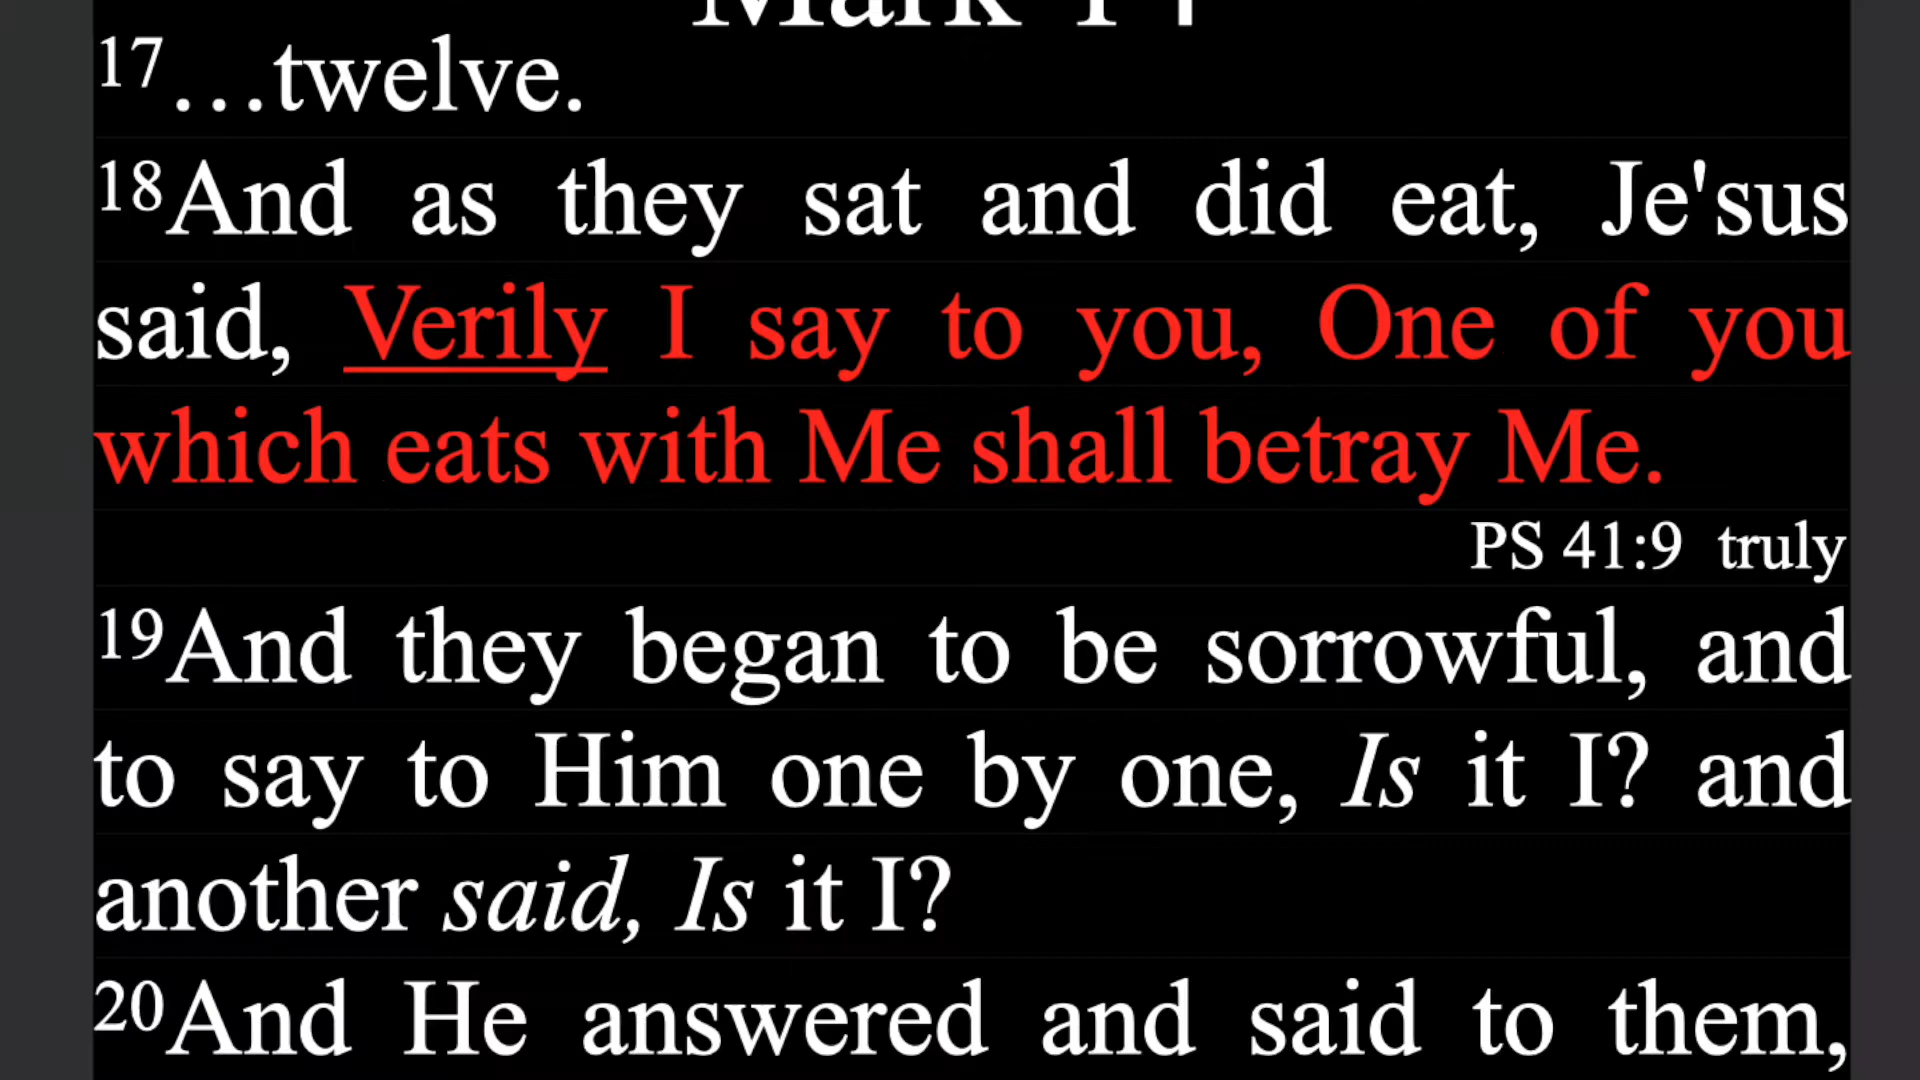 Mark 14
17…twelve.
18And as they sat and did eat, Je'sus
said, Verily I say to you, One of you
which eats with Me shall betray Me.
PS 41:9 truly
19And they began to be sorrowful, and
to say to Him one by one, Is it I? and
another said, Is it I?
20And He answered and said to them,